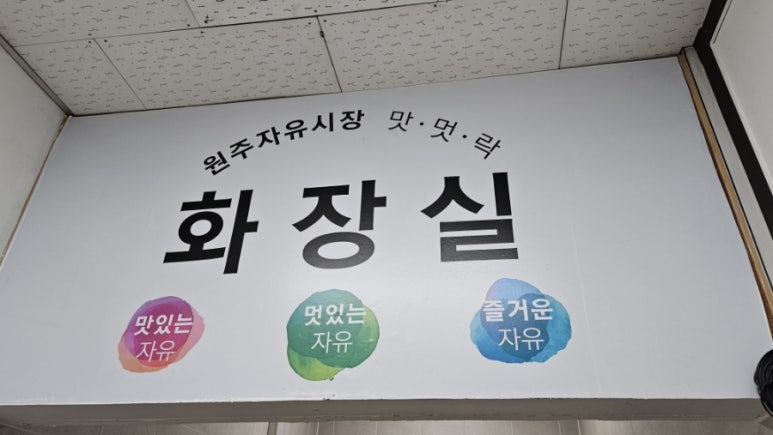 원주자유시장 맛·멋·락
화장실
맛있는
자유
멋있는
자유
즐거운
자유